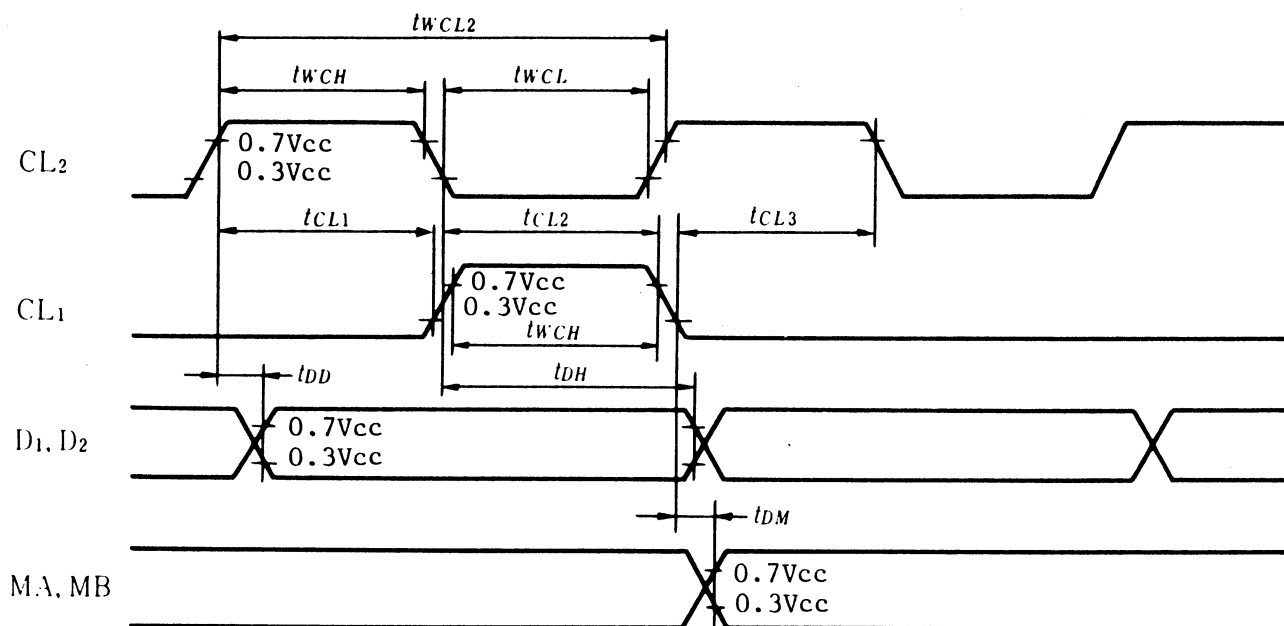 tWCL2
tWCH tWCL
CL2 0.7Vcc
0.3Vcc
tCL1 tCL2 tCL3
CL1 0.7Vcc
0.3Vcc
tWCH
tDD tDH
D1, D2 0.7Vcc
0.3Vcc
tDM
MA, MB 0.7Vcc
0.3Vcc